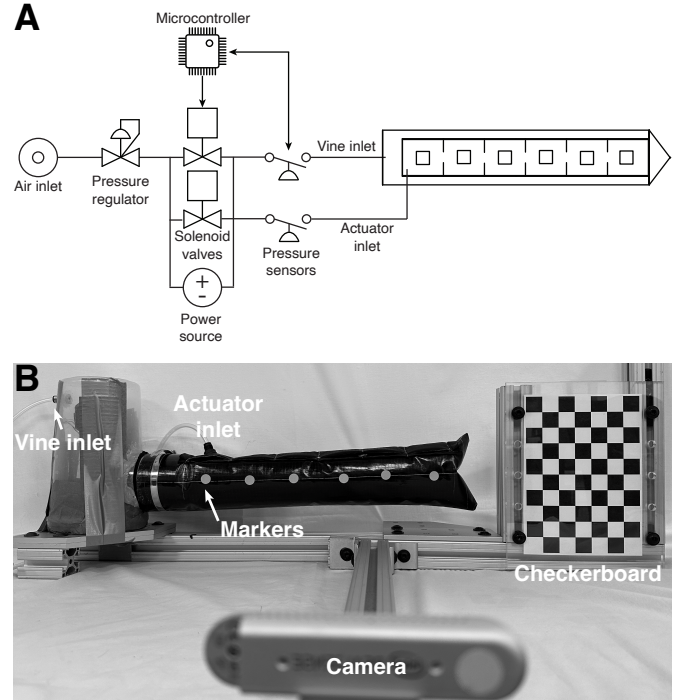 A
Microcontroller
Vine inlet
Air inlet
Pressure
regulator
Solenoid
valves
Actuator
inlet
Pressure
sensors
+
-
Power
source
B
Actuator
inlet
Vine inlet
Markers
Checkerboard
Camera